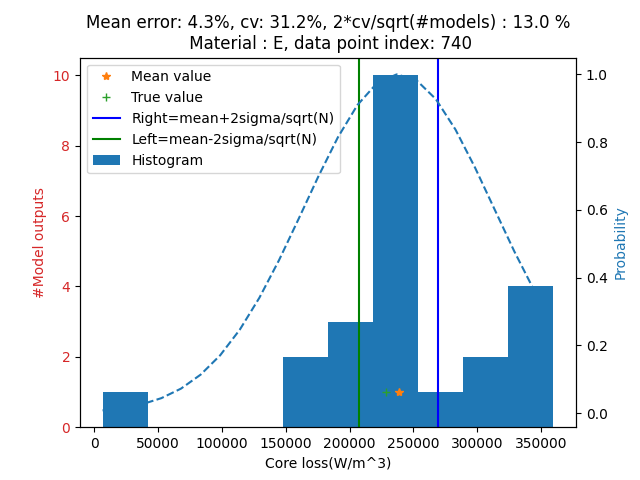 Mean error: 4.3%, cv: 31.2%, 2*cv/sqrt(#models) : 13.0 %
Material : E, data point index: 740
Mean value
True value
Right=mean+2sigma/sqrt(N)
Left=mean-2sigma/sqrt(N)
Histogram
#Model outputs
10
8
6
4
2
0
1.0
0.8
0.6
0.4
0.2
0.0
Probability
0 50000 100000 150000 200000 250000 300000 350000
Core loss(W/m^3)